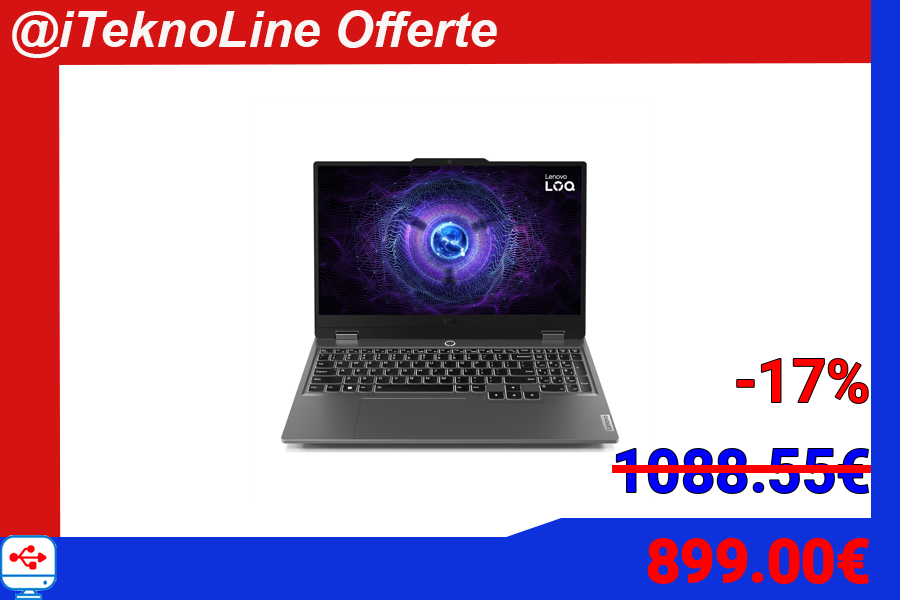 @iTeknoLine Offerte
Lenovo
LOQ
-17%
1088.55€
899.00€